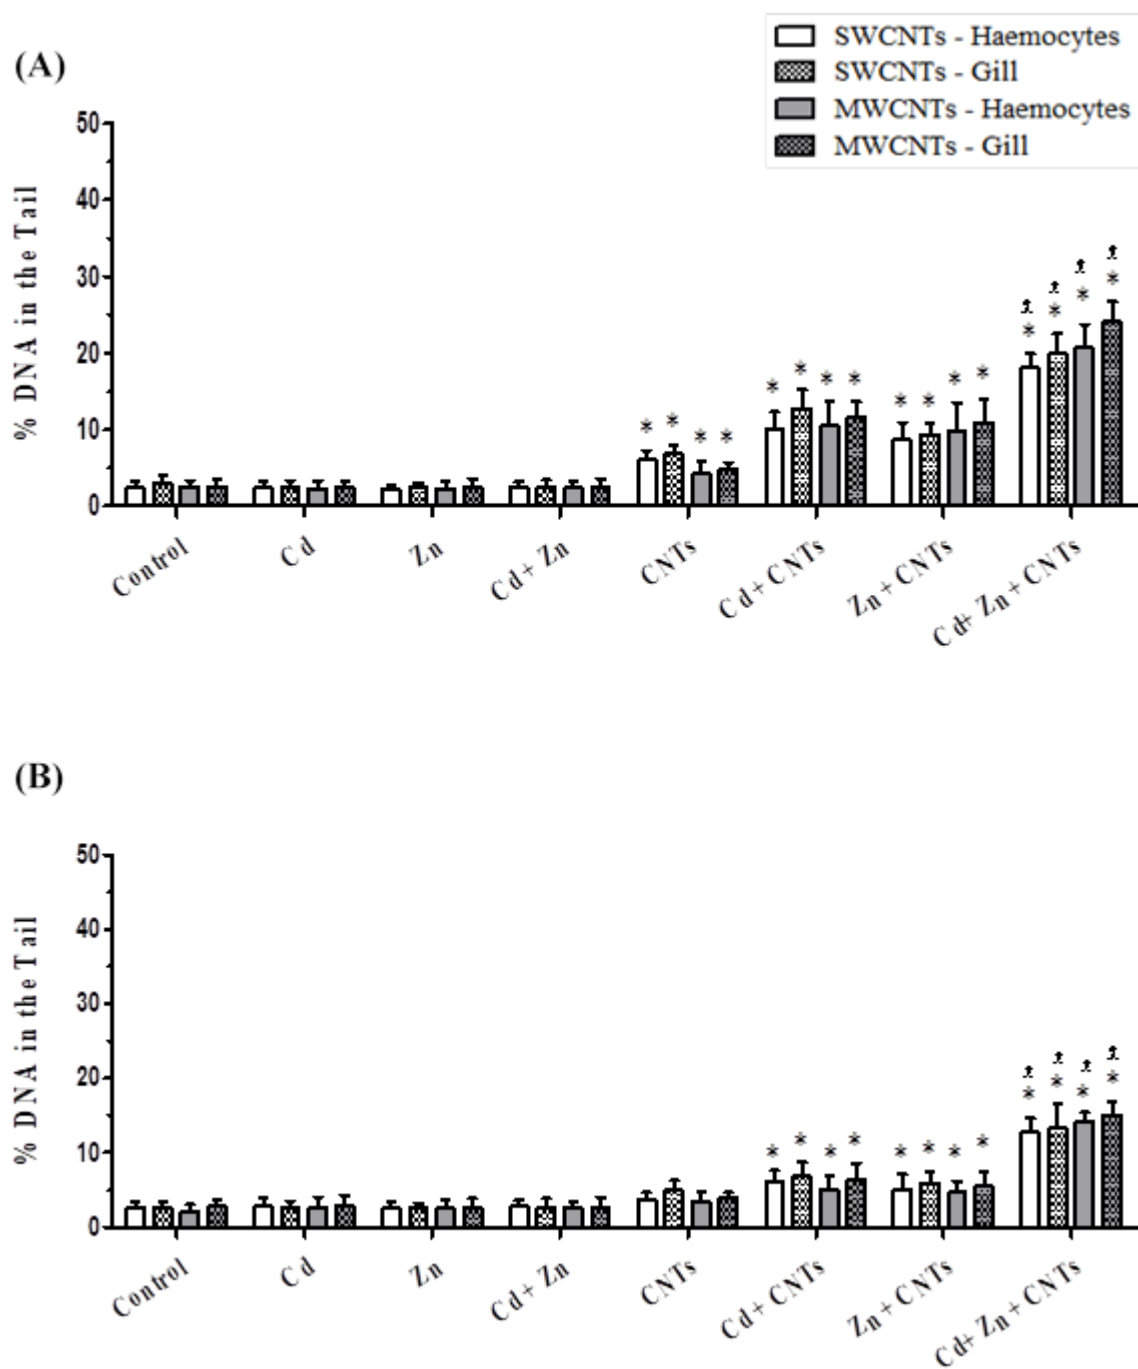 SWCNTs - Haemocytes
SWCNTs - Gill
MWCNTs - Haemocytes
MWCNTs - Gill
(A)
% DNA in the Tail
50
40
30
20
10
0
* * * * * * * * * * * * * * * *
Control
Cd
Zn
Cd + Zn
CNTs
Cd + CNTs
Zn + CNTs
Cd+ Zn + CNTs
(B)
% DNA in the Tail
50
40
30
20
10
0
* * * * * * * * * * * *
Control
Cd
Zn
Cd + Zn
CNTs
Cd + CNTs
Zn + CNTs
Cd+ Zn + CNTs